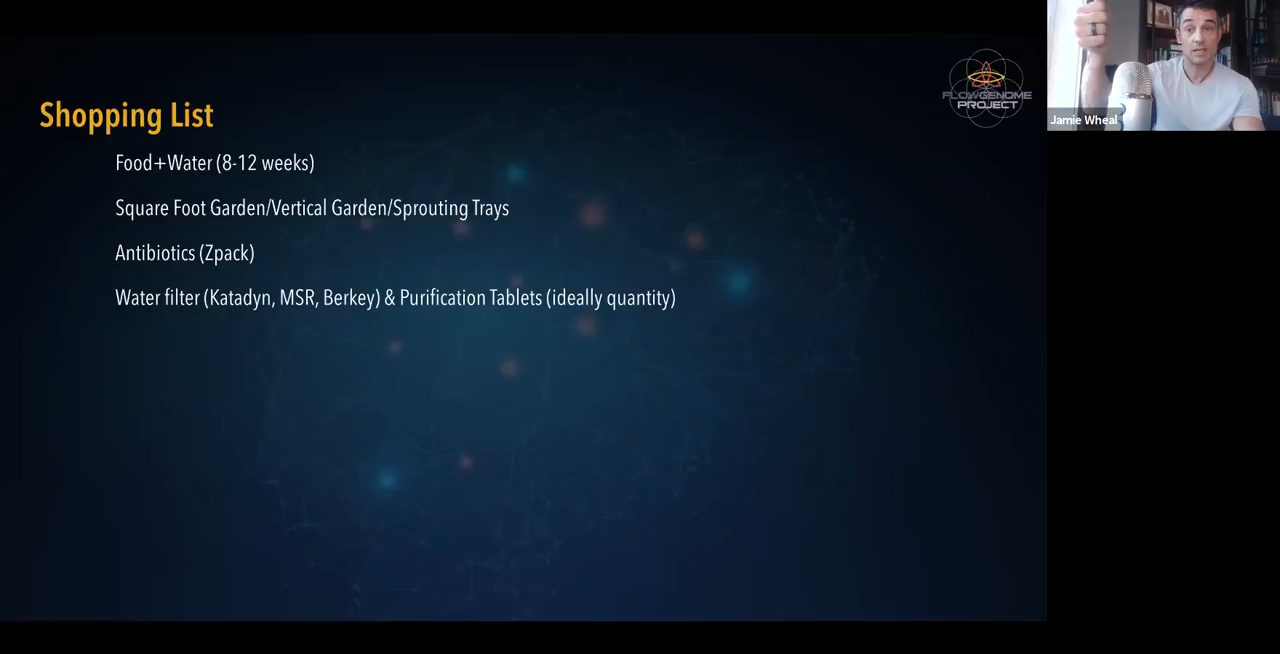 Shopping List
Food+Water (8-12 weeks)
Square Foot Garden/Vertical Garden/Sprouting Trays
Antibiotics (Zpack)
Water filter (Katadyn, MSR, Berkey) & Purification Tablets (ideally quantity)
FLOWGENOME
PROJECT
Jamie Wheal